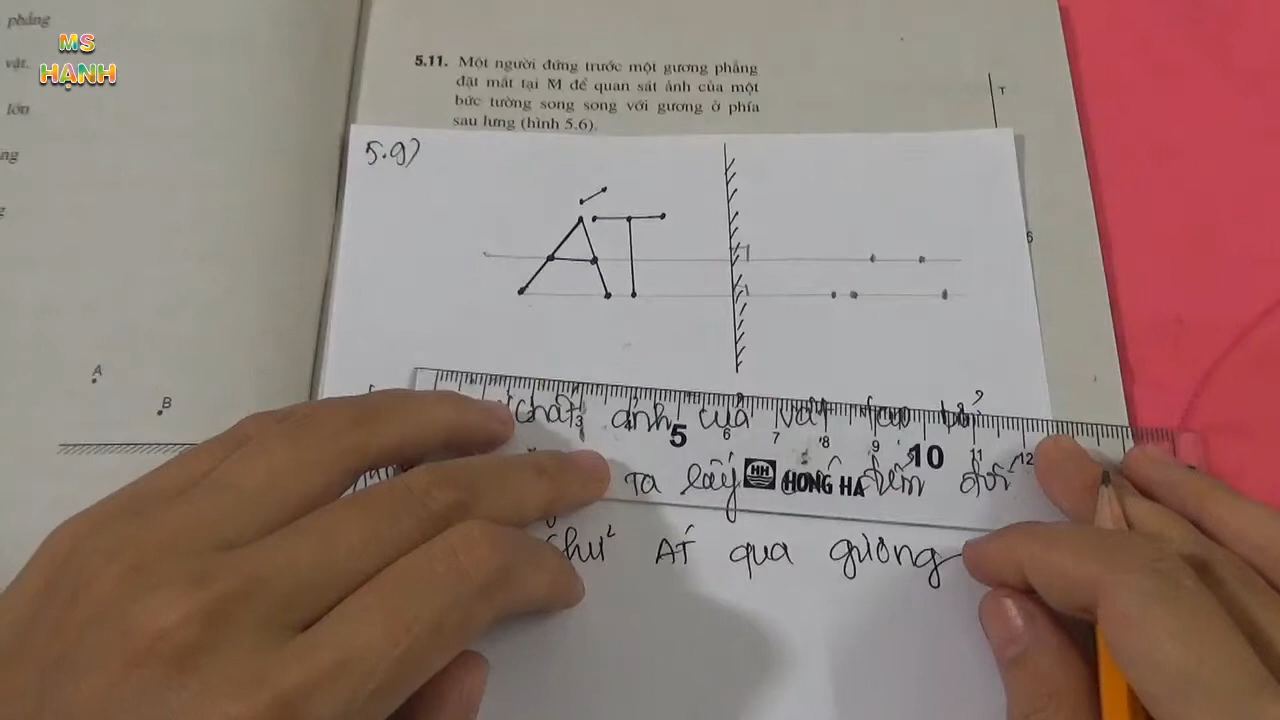 MS
HẠNH
phẳng
vật.
lớn
ng
A
B
5.11. Một người đứng trước một gương phẳng
đặt mắt tại M để quan sát ảnh của một
bức tường song song với gương ở phía
sau lưng (hình 5.6).
T
6
5.9)
ÁT
chất ảnh của vật tạo bởi
5 6 7 8 9 10 11 12
ta lấy điểm đối
HH HONG HA
chữ ÁT qua gương